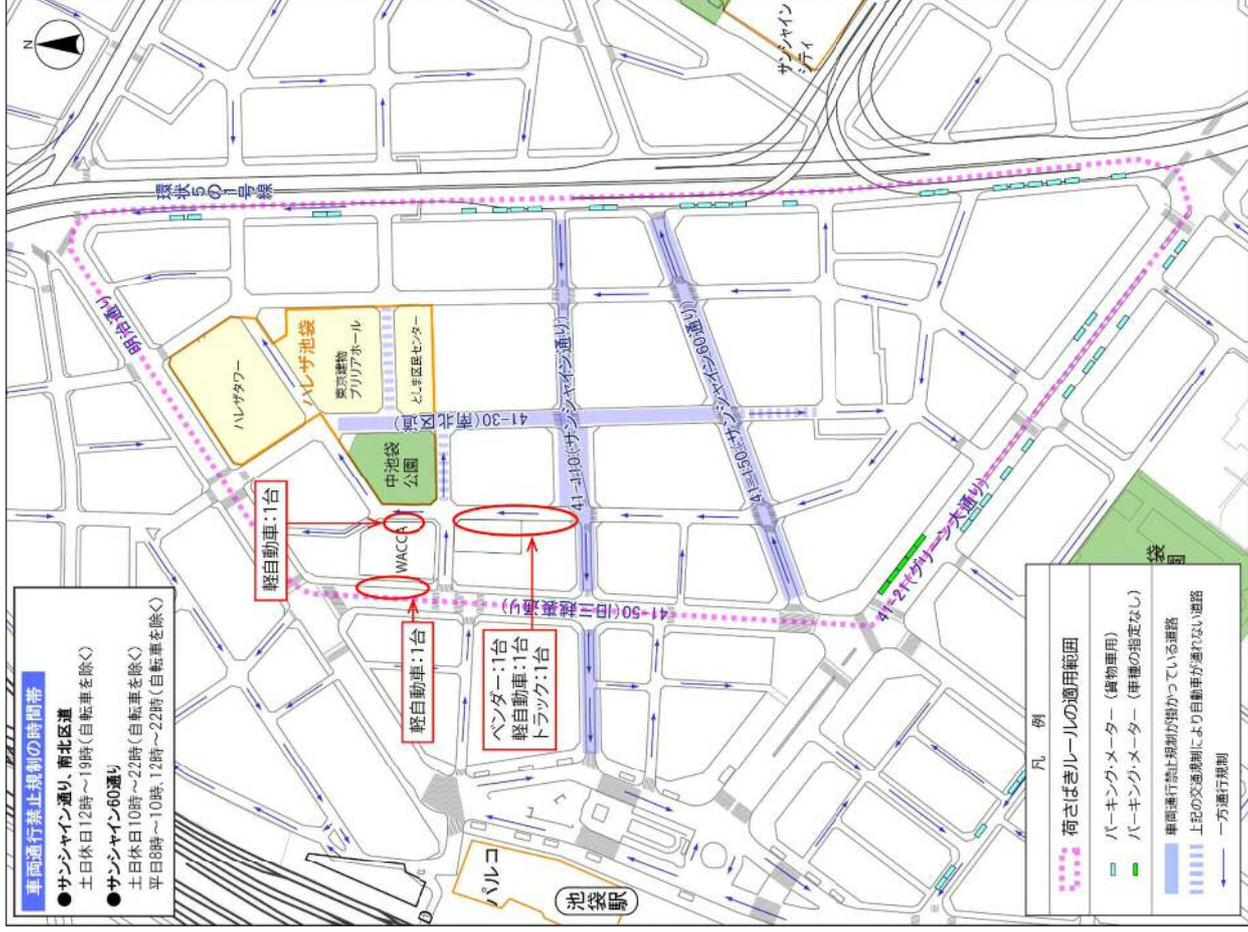 車両通行禁止規制の時間帯
●サンシャイン通り、南北区道
土日休日12時~19時(自転車を除く)
●サンシャイン60通り
土日休日10時~22時(自転車を除く)
平日8時~10時、12時~22時(自転車を除く)
N
明治通り
環状5の1号線
サンシャイン
シティ
ハレザタワー
ハレザ池袋
東京建物
ブリリアホール
としま区民センター
中池袋
公園
41-30(南北区道)
軽自動車:1台
WACCA
軽自動車:1台
ベンダー:1台
軽自動車:1台
トラック:1台
41-50(旧三越裏通り)
41-110(サンシャイン通り)
41-150(サンシャイン60通り)
41-21(グリーン大通り)
パルコ
池袋駅
袋
園
凡 例
荷さばきルールの適用範囲
パーキング・メーター(貨物車用)
パーキング・メーター(車種の指定なし)
車両通行禁止規制が掛かっている道路
上記の交通規制により自動車が通れない道路
一方通行規制